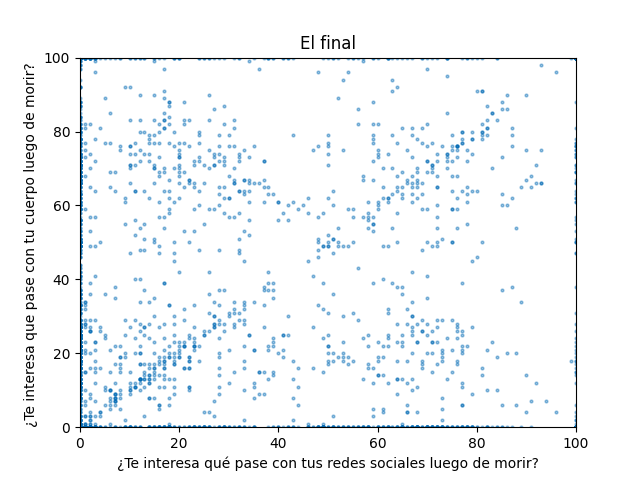 El final
100
80
60
40
20
0
¿Te interesa que pase con tu cuerpo luego de morir?
0 20 40 60 80 100
¿Te interesa qué pase con tus redes sociales luego de morir?